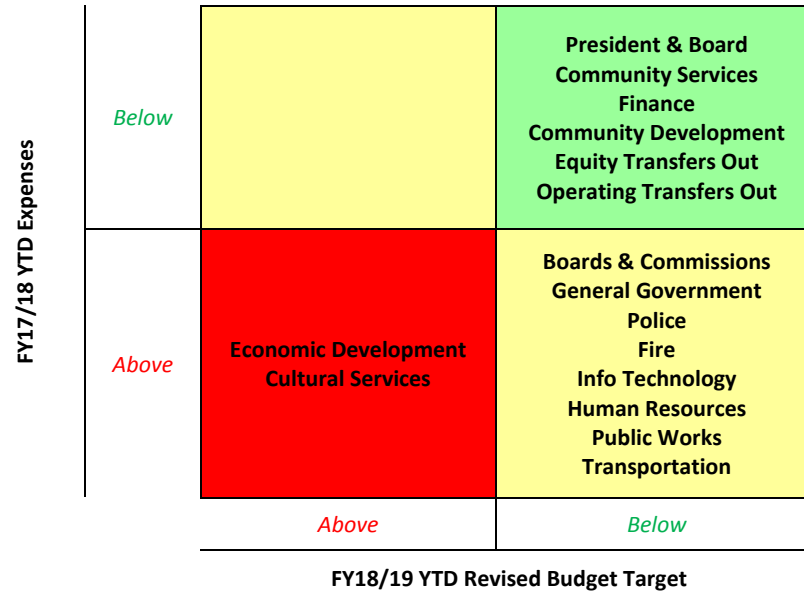 FY17/18 YTD Expenses
Below
President & Board
Community Services
Finance
Community Development
Equity Transfers Out
Operating Transfers Out
Above
Economic Development
Cultural Services
Boards & Commissions
General Government
Police
Fire
Info Technology
Human Resources
Public Works
Transportation
Above
Below
FY18/19 YTD Revised Budget Target